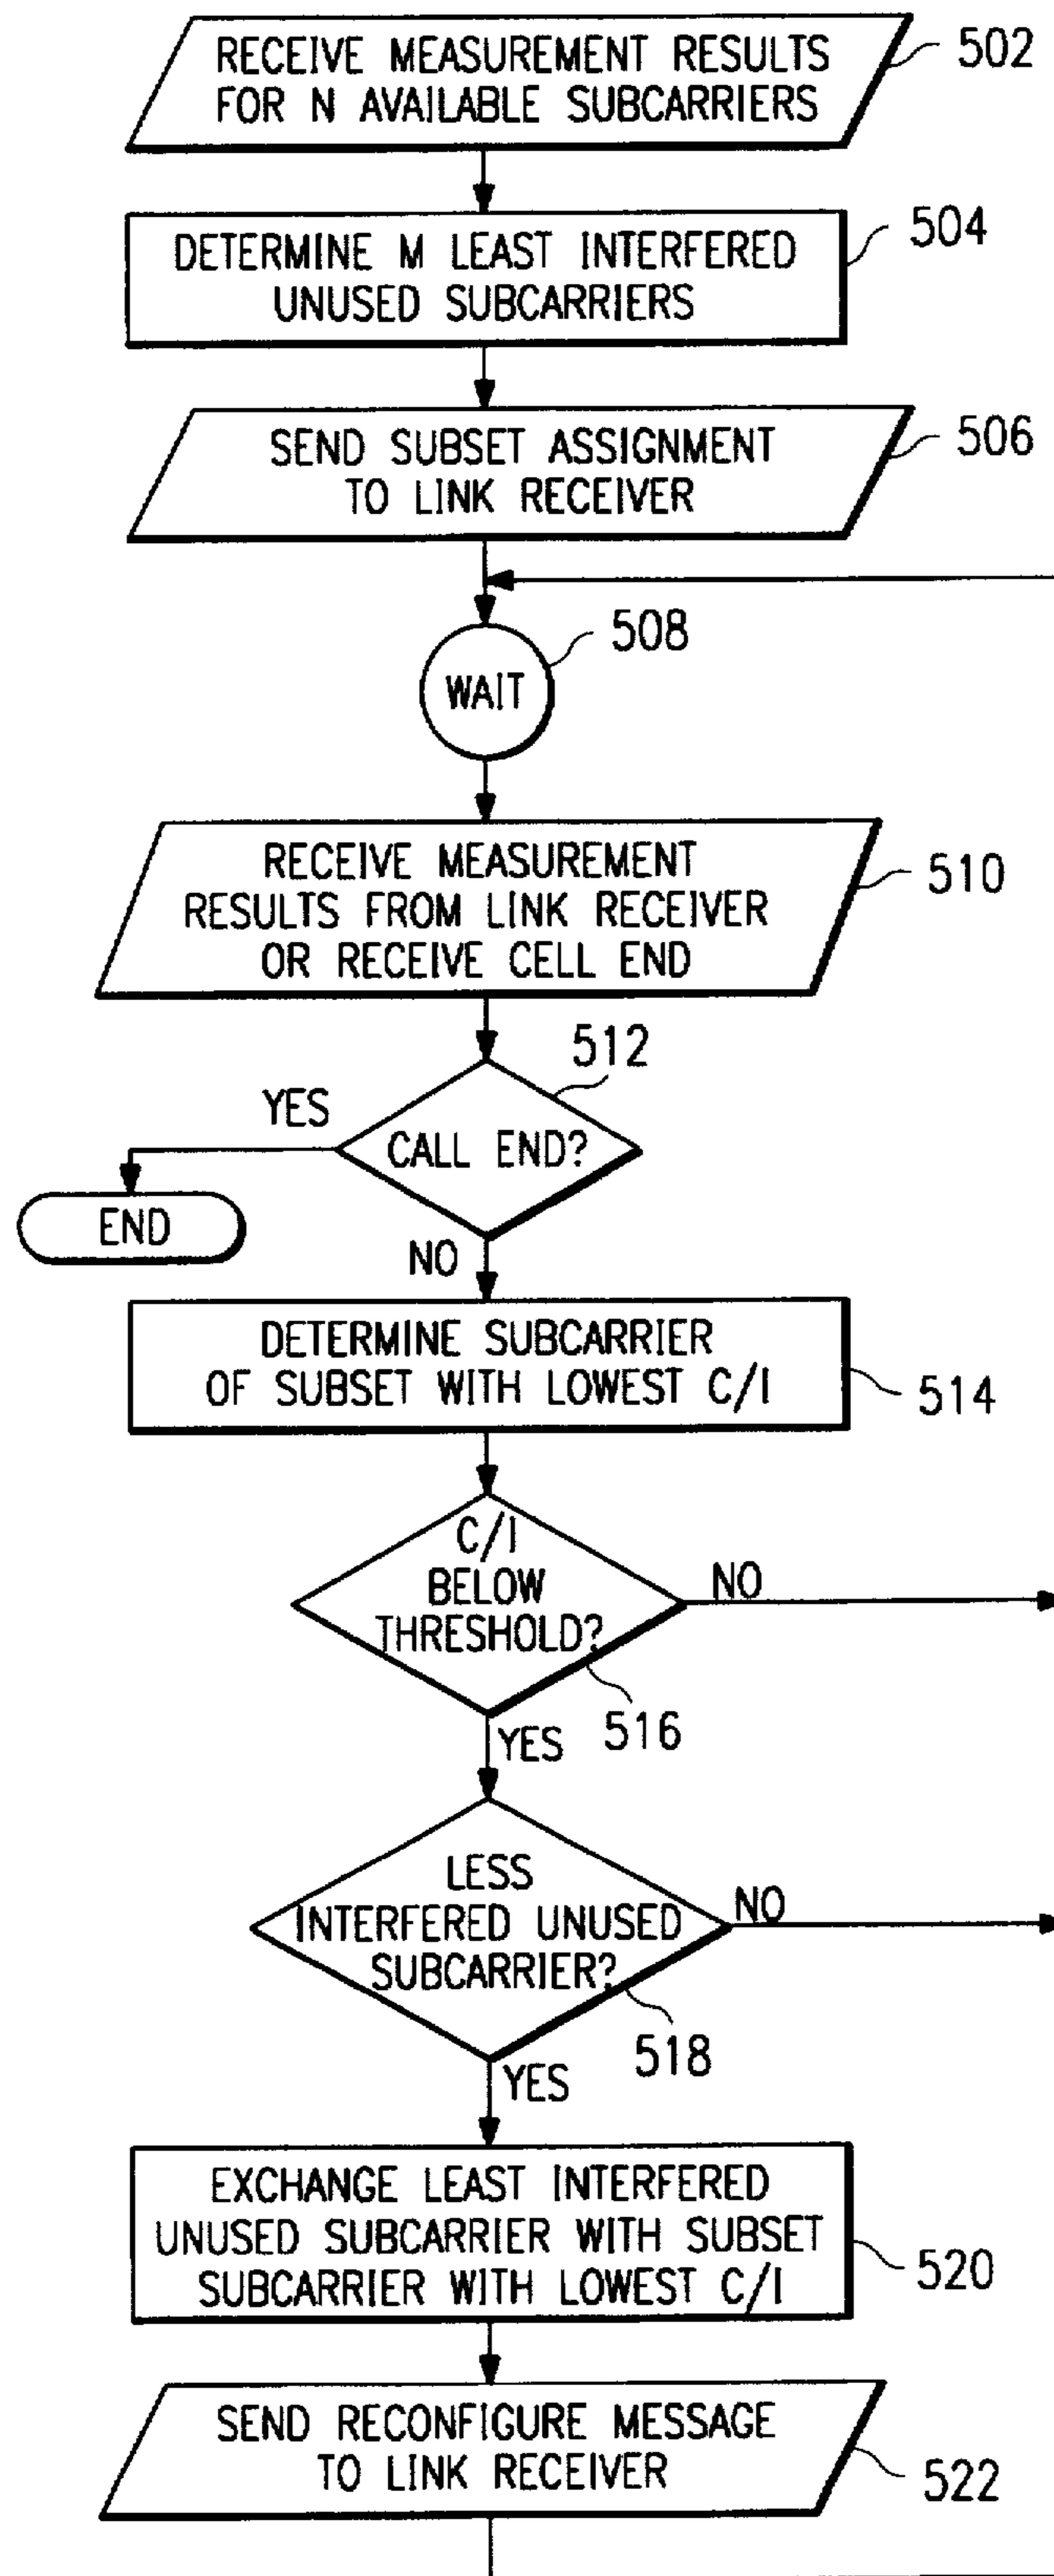 RECEIVE MEASUREMENT RESULTS
FOR N AVAILABLE SUBCARRIERS
502
DETERMINE M LEAST INTERFERED
UNUSED SUBCARRIERS
504
SEND SUBSET ASSIGNMENT
TO LINK RECEIVER
506
WAIT
508
RECEIVE MEASUREMENT
RESULTS FROM LINK RECEIVER
OR RECEIVE CELL END
510
CALL END?
512
YES
END
NO
DETERMINE SUBCARRIER
OF SUBSET WITH LOWEST C/I
514
C/I
BELOW
THRESHOLD?
516
NO
YES
LESS
INTERFERED UNUSED
SUBCARRIER?
518
NO
YES
EXCHANGE LEAST INTERFERED
UNUSED SUBCARRIER WITH SUBSET
SUBCARRIER WITH LOWEST C/I
520
SEND RECONFIGURE MESSAGE
TO LINK RECEIVER
522